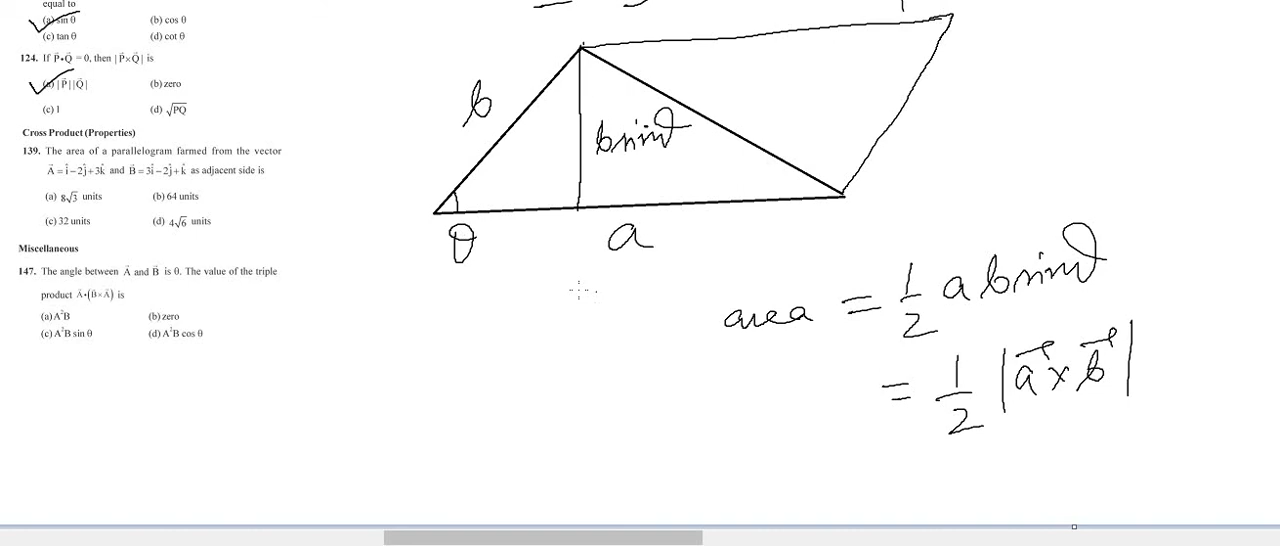 equal to
(a) sin θ (b) cos θ
(c) tan θ (d) cot θ
124. If P⃗•Q⃗ = 0, then |P⃗×Q⃗| is
(a) |P⃗||Q⃗| (b) zero
(c) 1 (d) √PQ
Cross Product (Properties)
139. The area of a parallelogram farmed from the vector
A⃗ = î−2ĵ+3k̂ and B⃗ = 3î−2ĵ+k̂ as adjacent side is
(a) 8√3 units (b) 64 units
(c) 32 units (d) 4√6 units
Miscellaneous
147. The angle between A⃗ and B⃗ is θ. The value of the triple
product A⃗•(B⃗×A⃗) is
(a) A²B (b) zero
(c) A²B sin θ (d) A²B cos θ
b
b sinθ
θ
a
area = 1/2 a b sinθ
= 1/2 |a⃗ × b⃗|